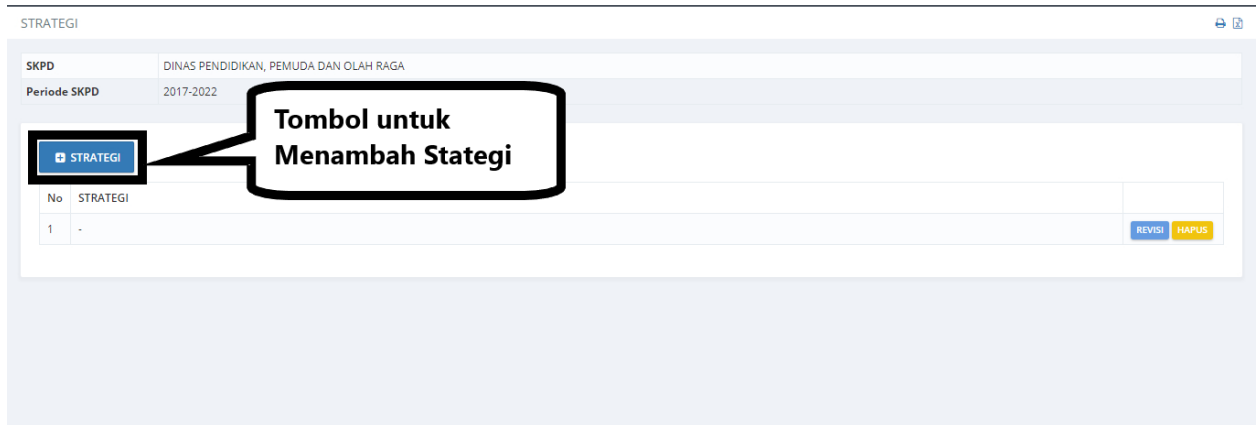 STRATEGI
SKPD DINAS PENDIDIKAN, PEMUDA DAN OLAH RAGA
Periode SKPD 2017-2022
Tombol untuk
Menambah Stategi
STRATEGI
No STRATEGI
1 - REVISI HAPUS